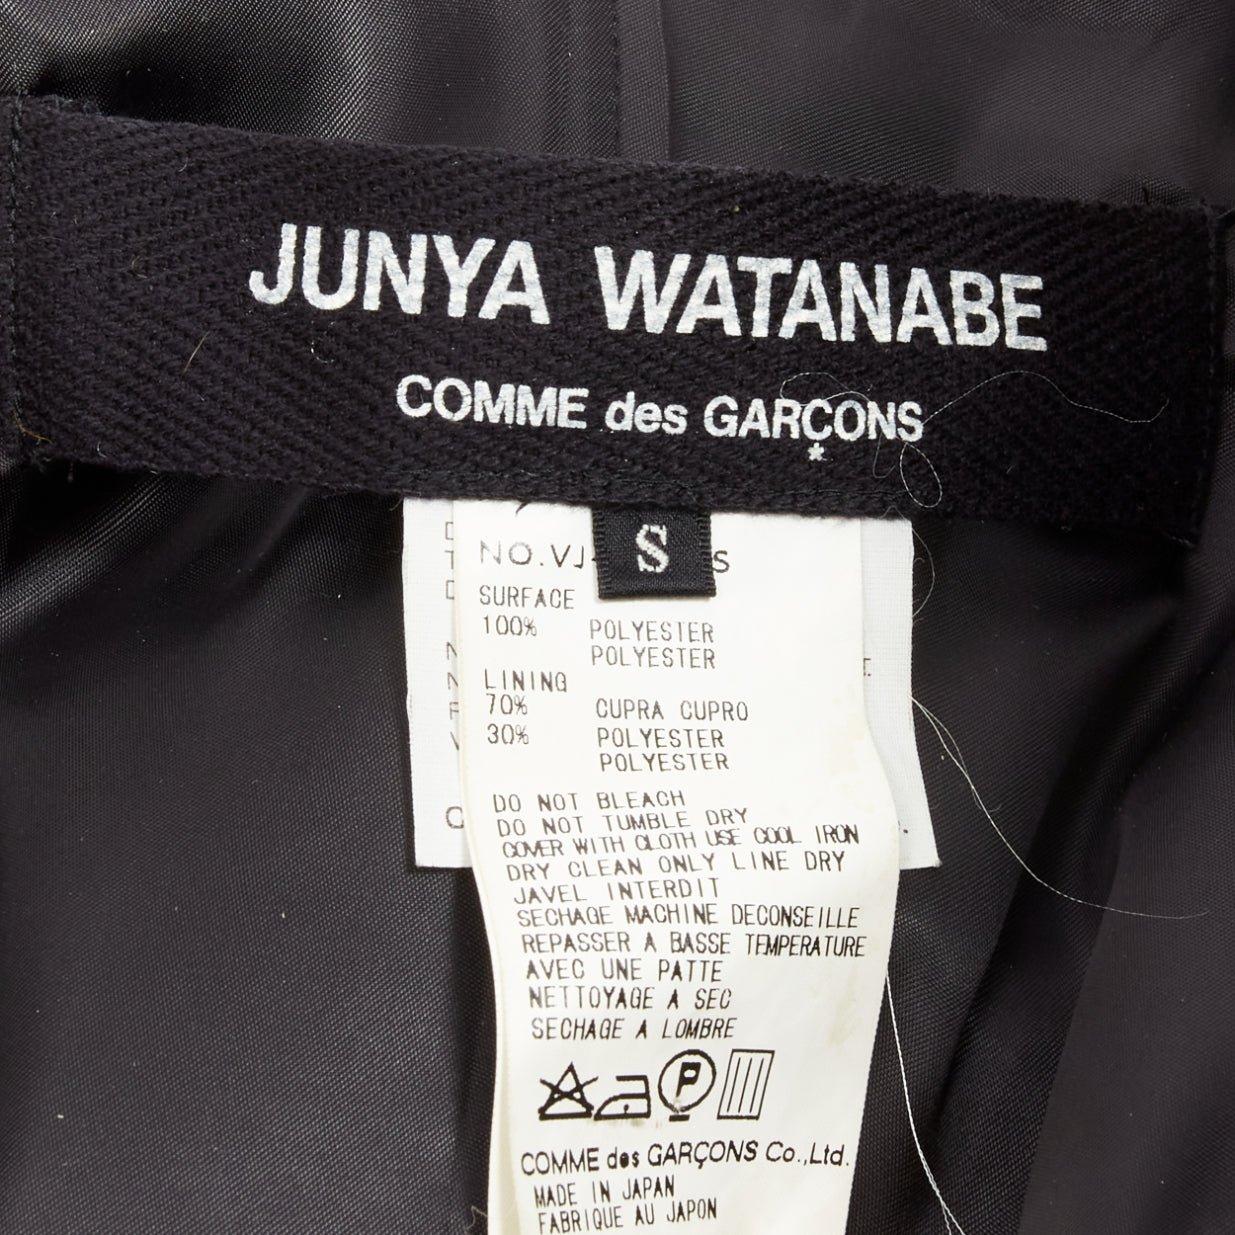 JUNYA WATANABE
COMME des GARÇONS
S
NO.VJ- S
SURFACE
100% POLYESTER
POLYESTER
LINING
70% CUPRA CUPRO
30% POLYESTER
POLYESTER
DO NOT BLEACH
DO NOT TUMBLE DRY
COVER WITH CLOTH USE COOL IRON
DRY CLEAN ONLY LINE DRY
JAVEL INTERDIT
SECHAGE MACHINE DECONSEILLE
REPASSER A BASSE TEMPERATURE
AVEC UNE PATTE
NETTOYAGE A SEC
SECHAGE A LOMBRE
P
COMME des GARÇONS Co.,Ltd.
MADE IN JAPAN
FABRIQUE AU JAPON